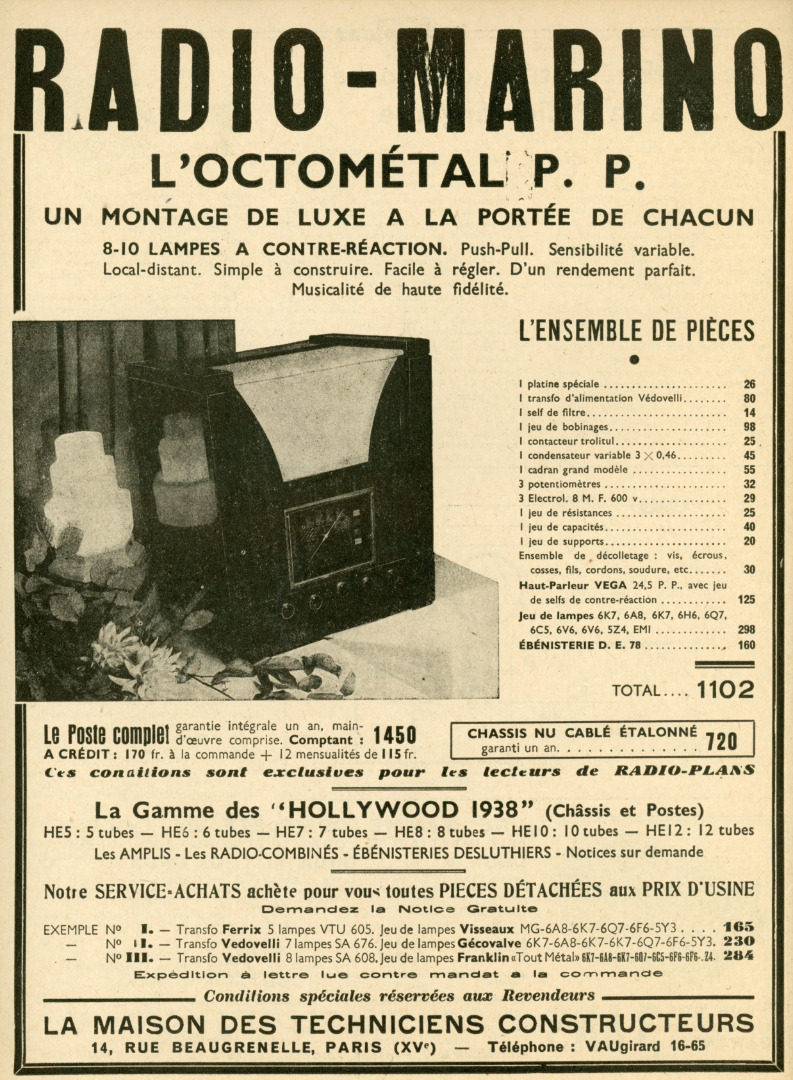 RADIO-MARINO
L'OCTOMÉTAL P. P.
UN MONTAGE DE LUXE A LA PORTÉE DE CHACUN
8-10 LAMPES A CONTRE-RÉACTION. Push-Pull. Sensibilité variable.
Local-distant. Simple à construire. Facile à régler. D'un rendement parfait.
Musicalité de haute fidélité.
L'ENSEMBLE DE PIÈCES
1 platine spéciale ...................... 26
1 transfo d'alimentation Védovelli........ 80
1 self de filtre......................... 14
1 jeu de bobinages..................... 98
1 contacteur trolitul.................... 25
1 condensateur variable 3 × 0,46......... 45
1 cadran grand modèle ................. 55
3 potentiomètres ...................... 32
3 Electrol. 8 M. F. 600 v................ 29
1 jeu de résistances .................... 25
1 jeu de capacités...................... 40
1 jeu de supports...................... 20
Ensemble de décolletage : vis, écrous,
cosses, fils, cordons, soudure, etc....... 30
Haut-Parleur VEGA 24,5 P. P., avec jeu
de selfs de contre-réaction ............ 125
Jeu de lampes 6K7, 6A8, 6K7, 6H6, 6Q7,
6C5, 6V6, 6V6, 5Z4, EMI ............. 298
ÉBÉNISTERIE D. E. 78 ............... 160
TOTAL.... 1102
Le Poste complet garantie intégrale un an, main-
d'œuvre comprise. Comptant : 1450
A CRÉDIT : 170 fr. à la commande + 12 mensualités de 115 fr.
CHASSIS NU CABLÉ ÉTALONNÉ
garanti un an. . . . . . . . . . . . . . 720
Ces conditions sont exclusives pour les lecteurs de RADIO-PLANS
La Gamme des "HOLLYWOOD 1938" (Châssis et Postes)
HE5 : 5 tubes — HE6 : 6 tubes — HE7 : 7 tubes — HE8 : 8 tubes — HE10 : 10 tubes — HE12 : 12 tubes
Les AMPLIS - Les RADIO-COMBINÉS - ÉBÉNISTERIES DESLUTHIERS - Notices sur demande
Notre SERVICE-ACHATS achète pour vous toutes PIECES DÉTACHÉES aux PRIX D'USINE
Demandez la Notice Gratuite
EXEMPLE Nº I. — Transfo Ferrix 5 lampes VTU 605. Jeu de lampes Visseaux MG-6A8-6K7-6Q7-6F6-5Y3 . . . . 165
— Nº II. — Transfo Vedovelli 7 lampes SA 676. Jeu de lampes Gécovalve 6K7-6A8-6K7-6K7-6Q7-6F6-5Y3. 230
— Nº III. — Transfo Vedovelli 8 lampes SA 608. Jeu de lampes Franklin «Tout Métal» 6K7-6A8-6K7-6Q7-6C5-6F6-6F6-.Z4. 284
Expédition à lettre lue contre mandat a la commande
Conditions spéciales réservées aux Revendeurs
LA MAISON DES TECHNICIENS CONSTRUCTEURS
14, RUE BEAUGRENELLE, PARIS (XVe) — Téléphone : VAUgirard 16-65